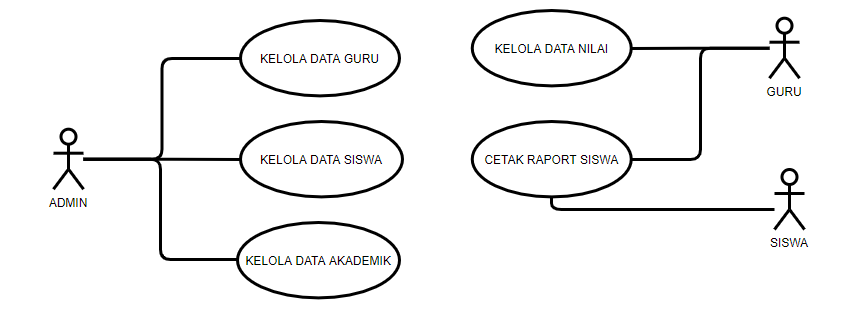 KELOLA DATA GURU
KELOLA DATA SISWA
KELOLA DATA AKADEMIK
ADMIN
KELOLA DATA NILAI
CETAK RAPORT SISWA
GURU
SISWA